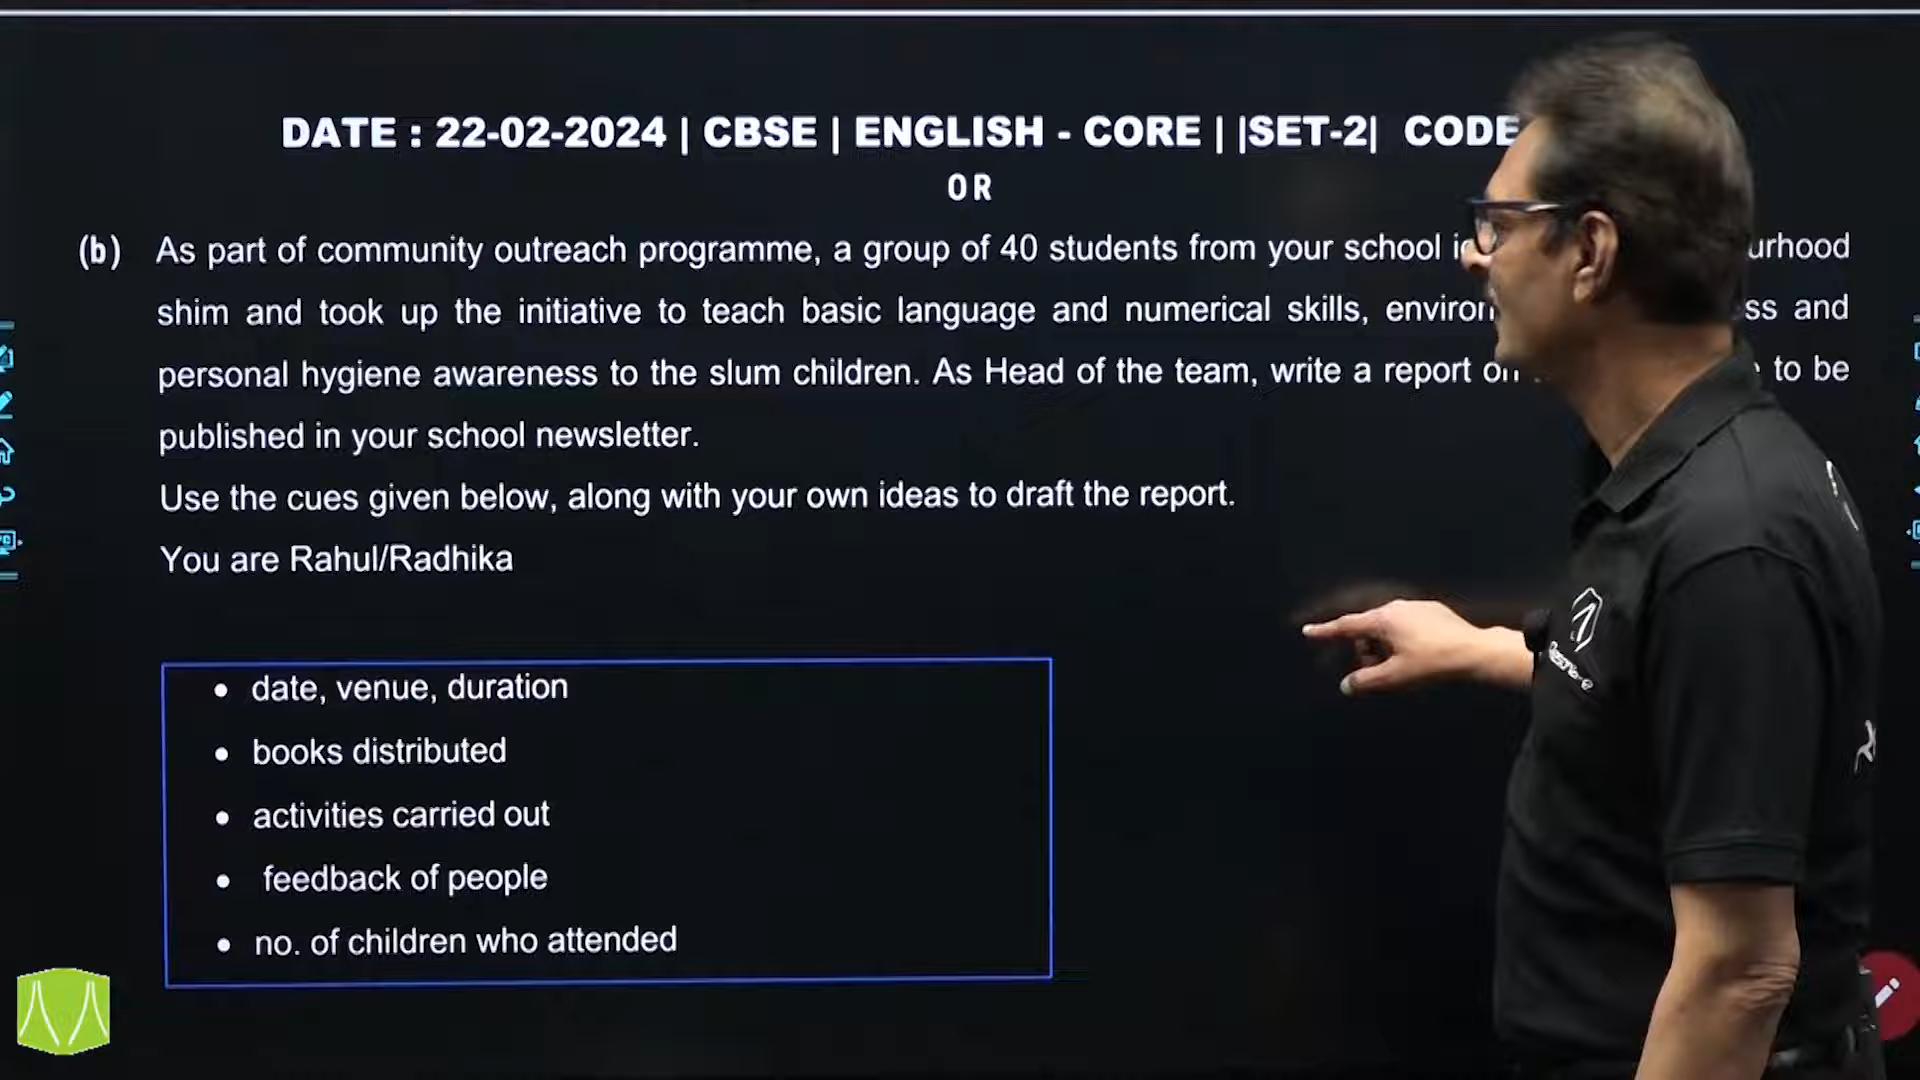 DATE : 22-02-2024 | CBSE | ENGLISH - CORE | |SET-2| CODE
OR
(b) As part of community outreach programme, a group of 40 students from your school
shim and took up the initiative to teach basic language and numerical skills, and
personal hygiene awareness to the slum children. As Head of the team, write a report to be
published in your school newsletter.
Use the cues given below, along with your own ideas to draft the report.
You are Rahul/Radhika
• date, venue, duration
• books distributed
• activities carried out
• feedback of people
• no. of children who attended